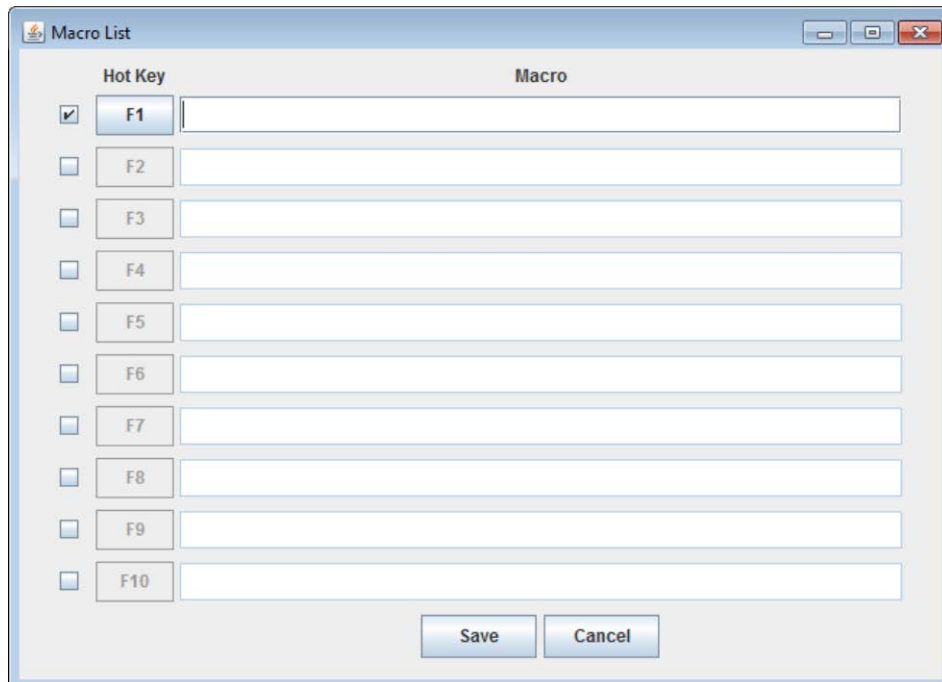 Macro List
Hot Key Macro
F1
F2
F3
F4
F5
F6
F7
F8
F9
F10
Save Cancel